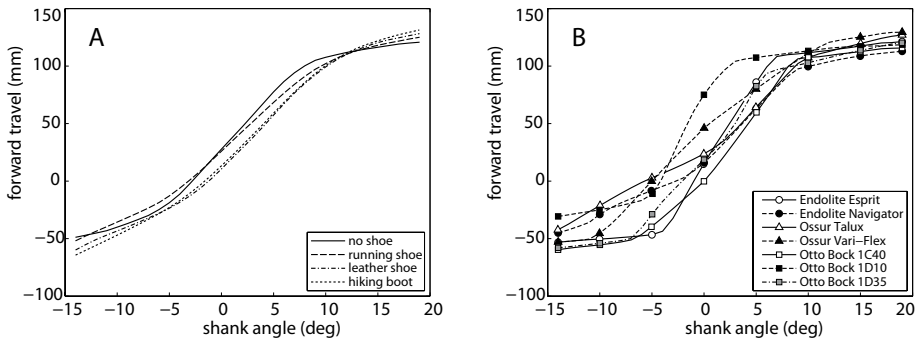 A
forward travel (mm)
150
100
50
0
−50
−100
−15
−10
−5
0
5
10
15
20
shank angle (deg)
no shoe
running shoe
leather shoe
hiking boot
B
forward travel (mm)
150
100
50
0
−50
−100
−15
−10
−5
0
5
10
15
20
shank angle (deg)
Endolite Esprit
Endolite Navigator
Ossur Talux
Ossur Vari−Flex
Otto Bock 1C40
Otto Bock 1D10
Otto Bock 1D35